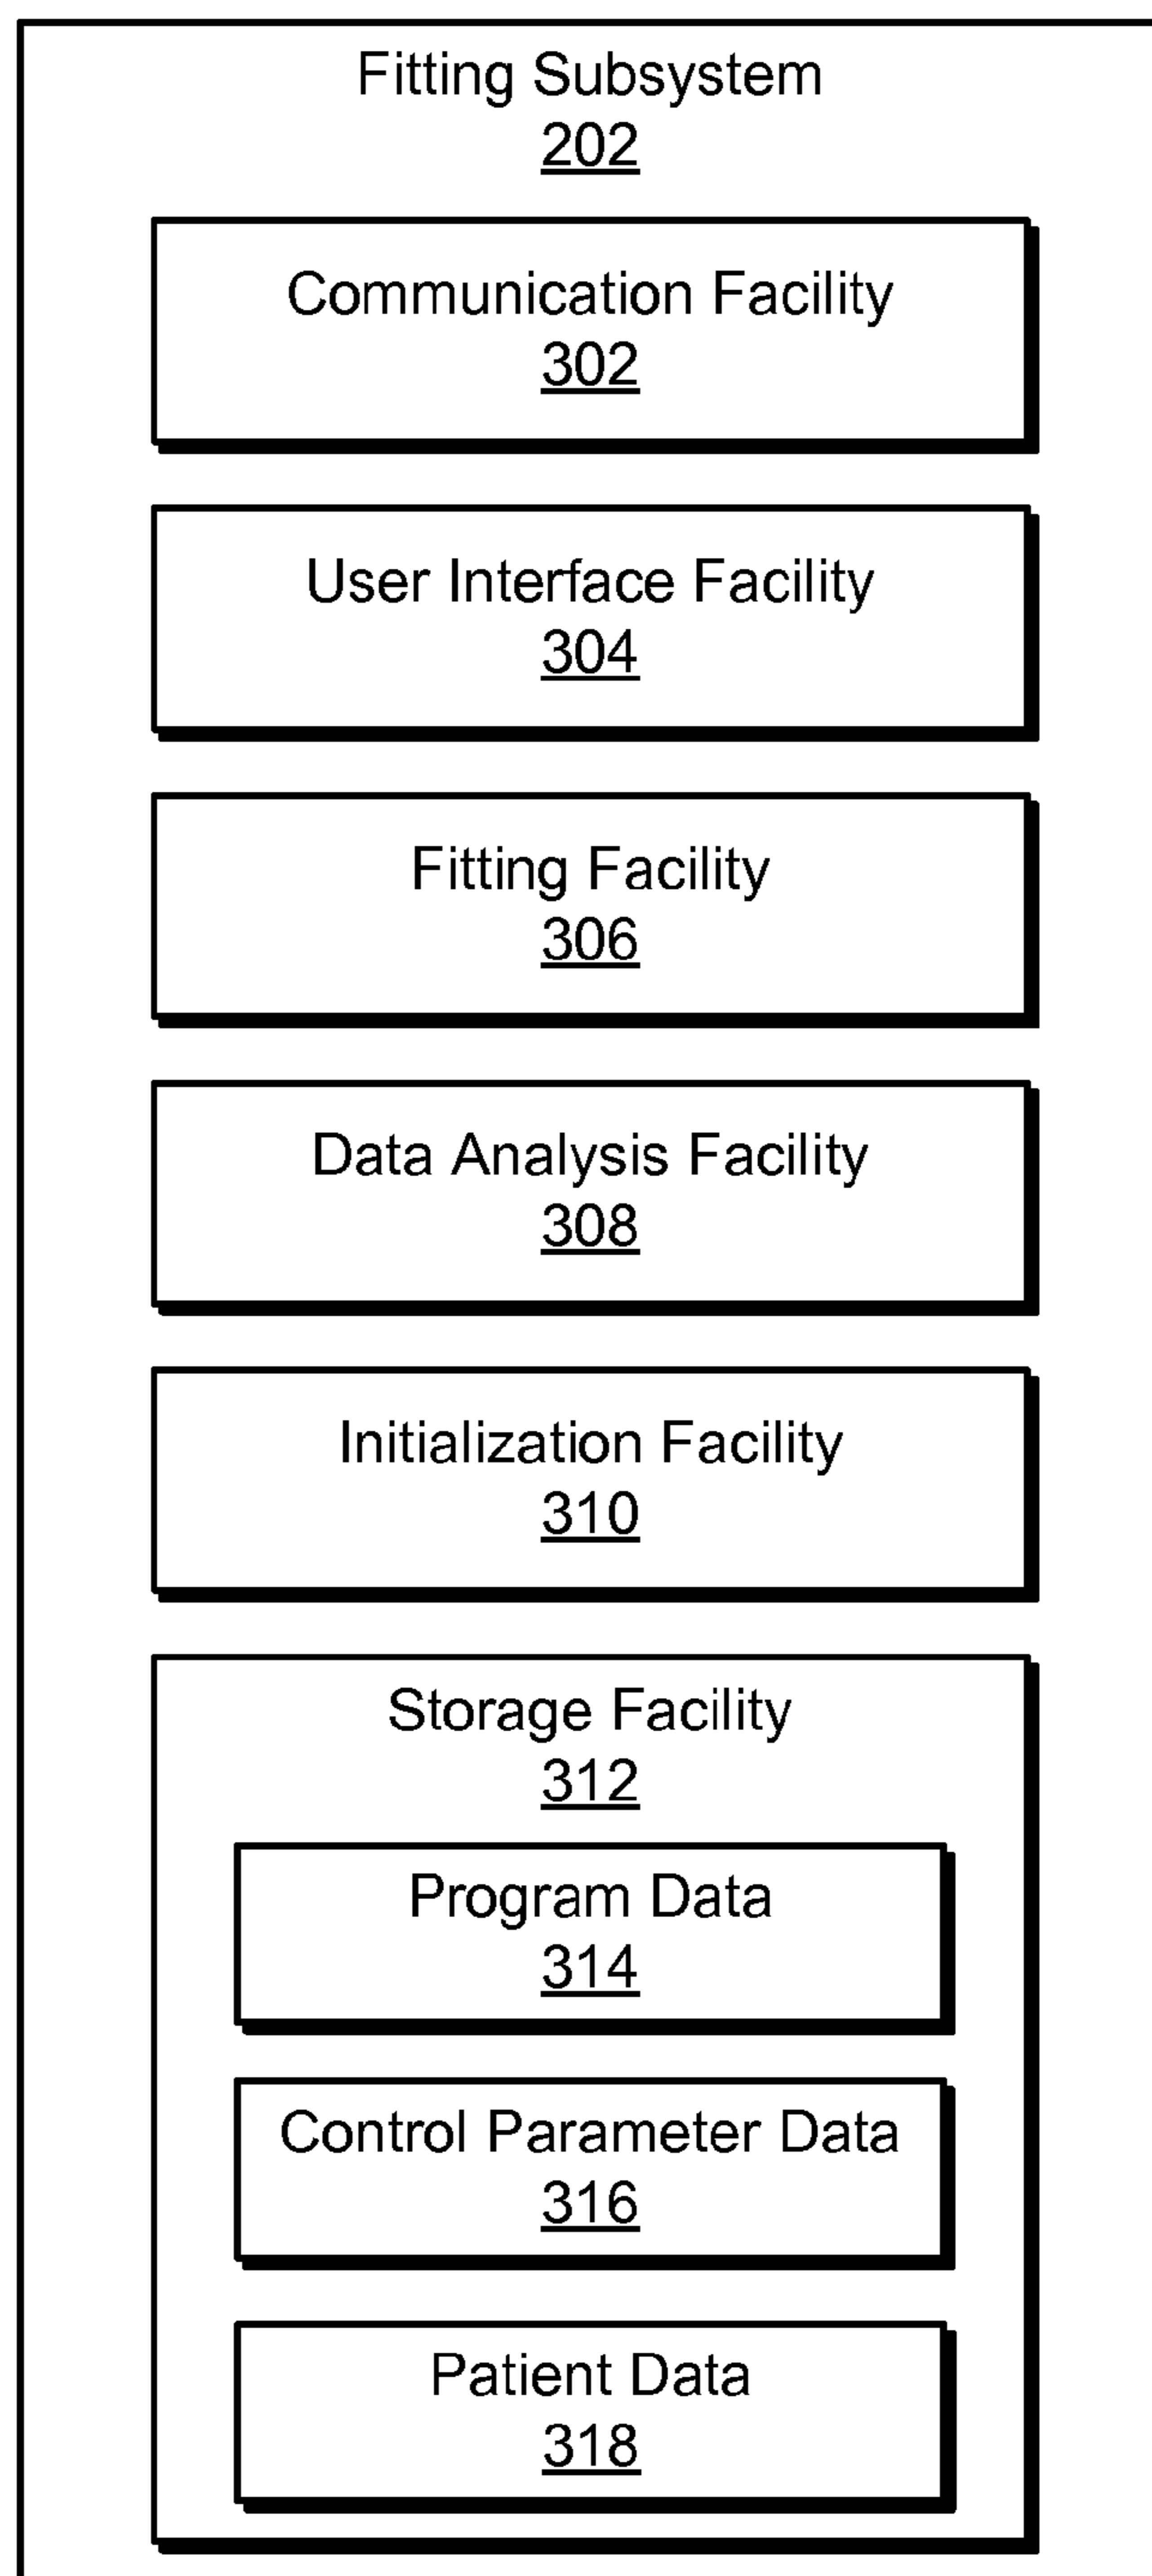 Fitting Subsystem
202
Communication Facility
302
User Interface Facility
304
Fitting Facility
306
Data Analysis Facility
308
Initialization Facility
310
Storage Facility
312
Program Data
314
Control Parameter Data
316
Patient Data
318